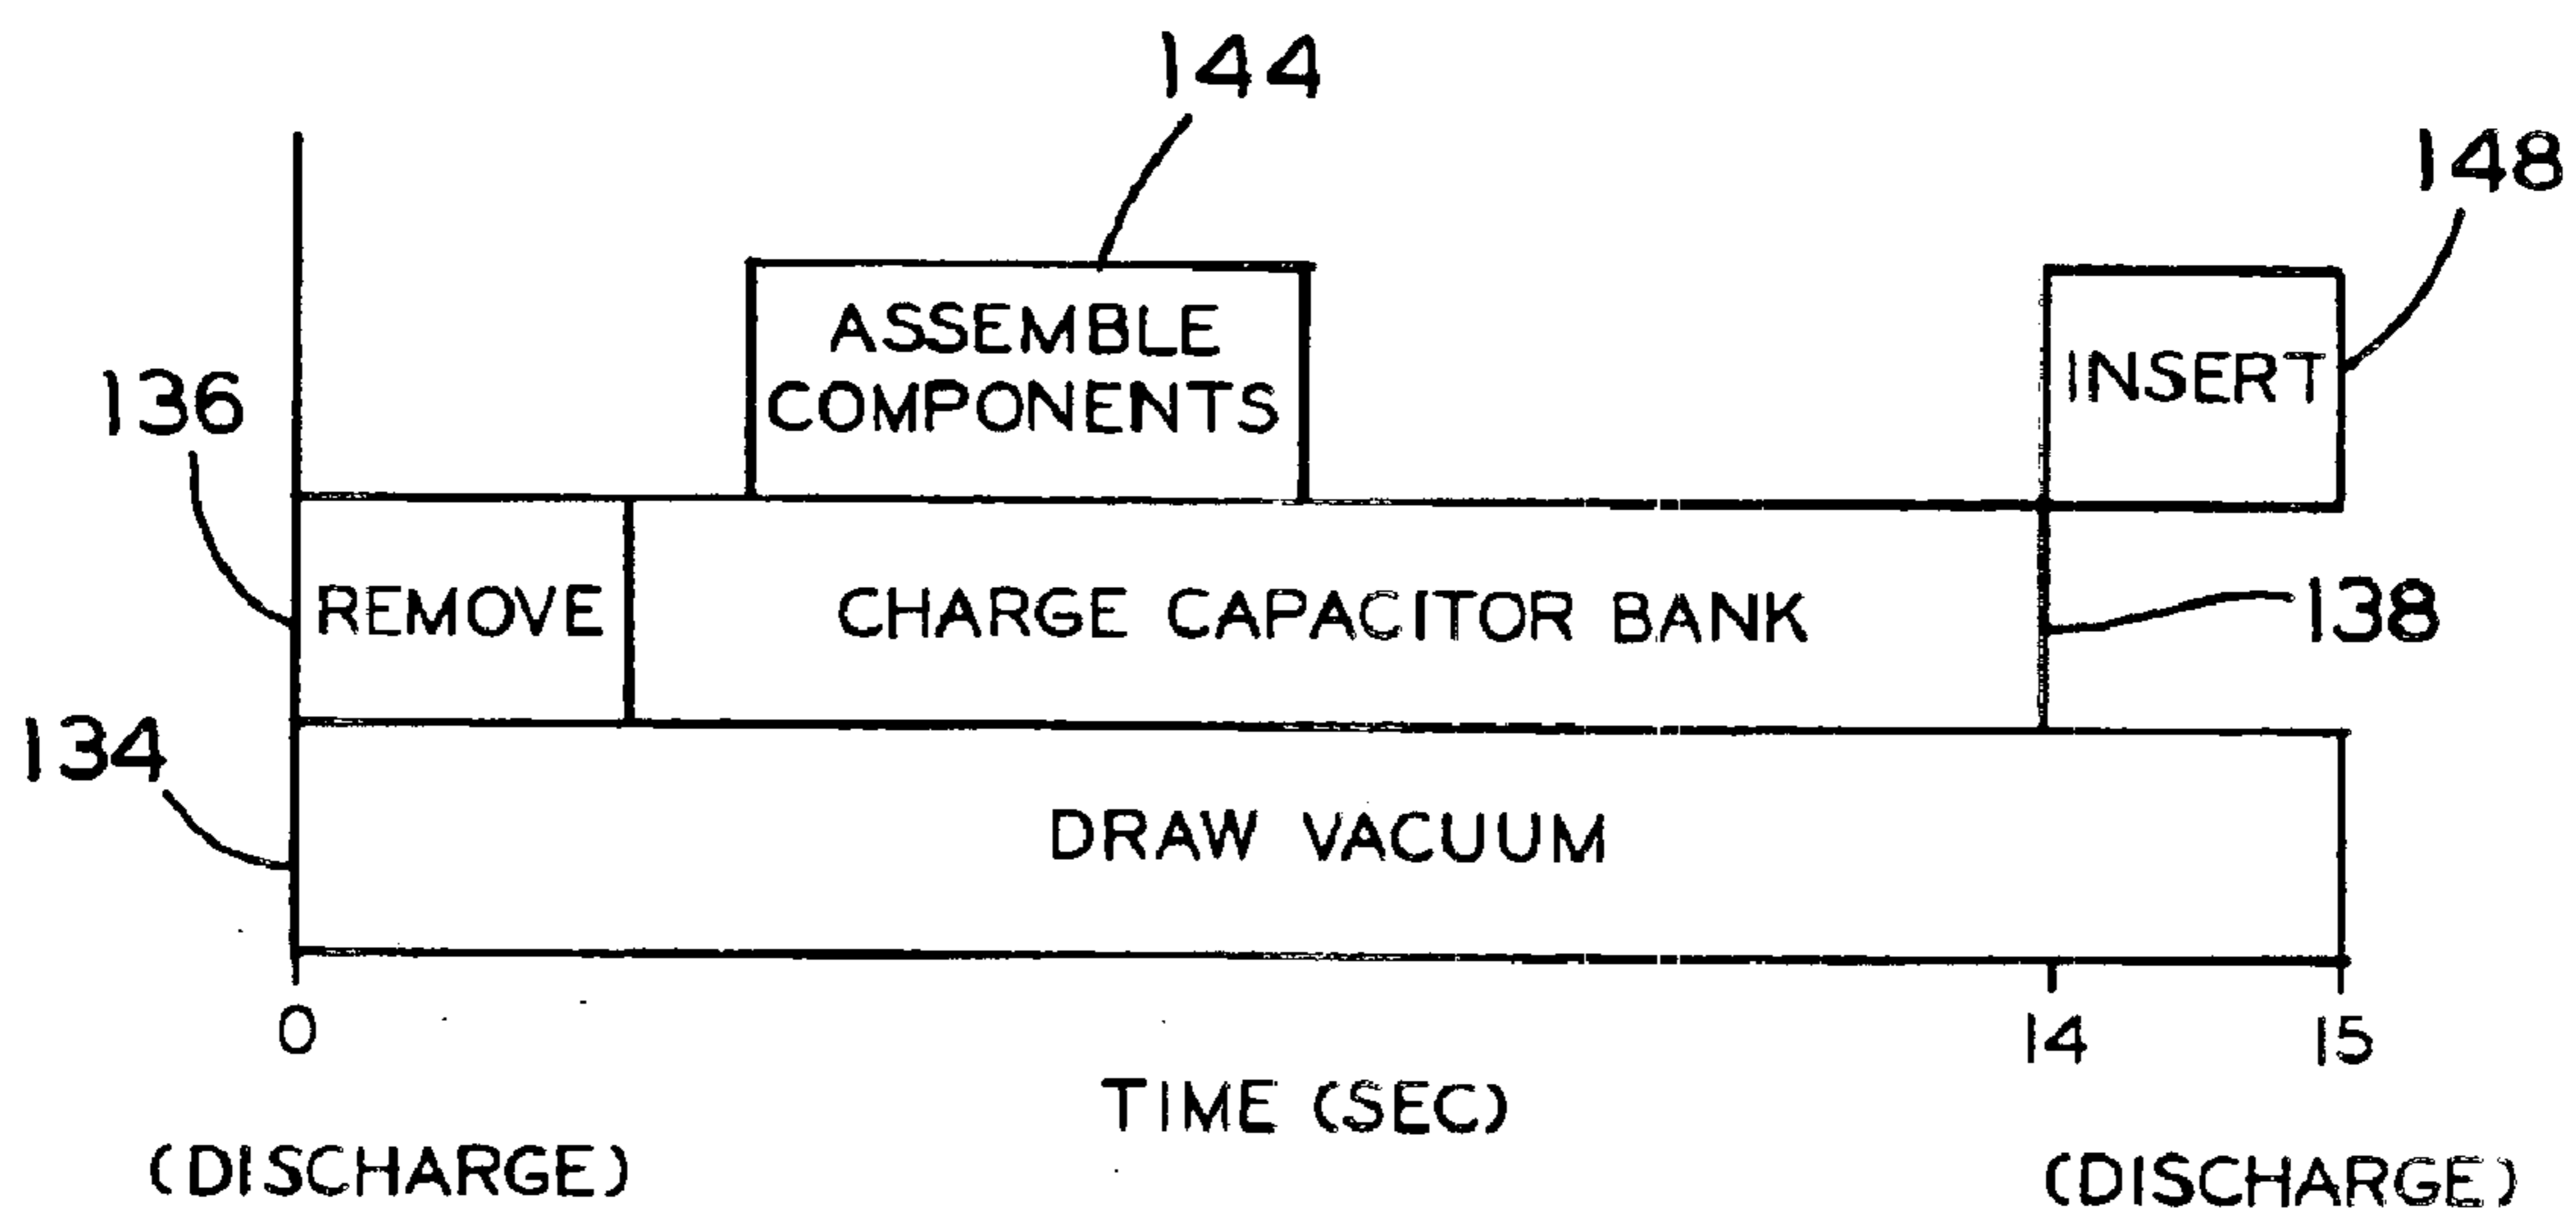 144
148
ASSEMBLE
COMPONENTS
INSERT
136
REMOVE
CHARGE CAPACITOR BANK
138
134
DRAW VACUUM
0
14
15
TIME (SEC)
(DISCHARGE)
(DISCHARGE)